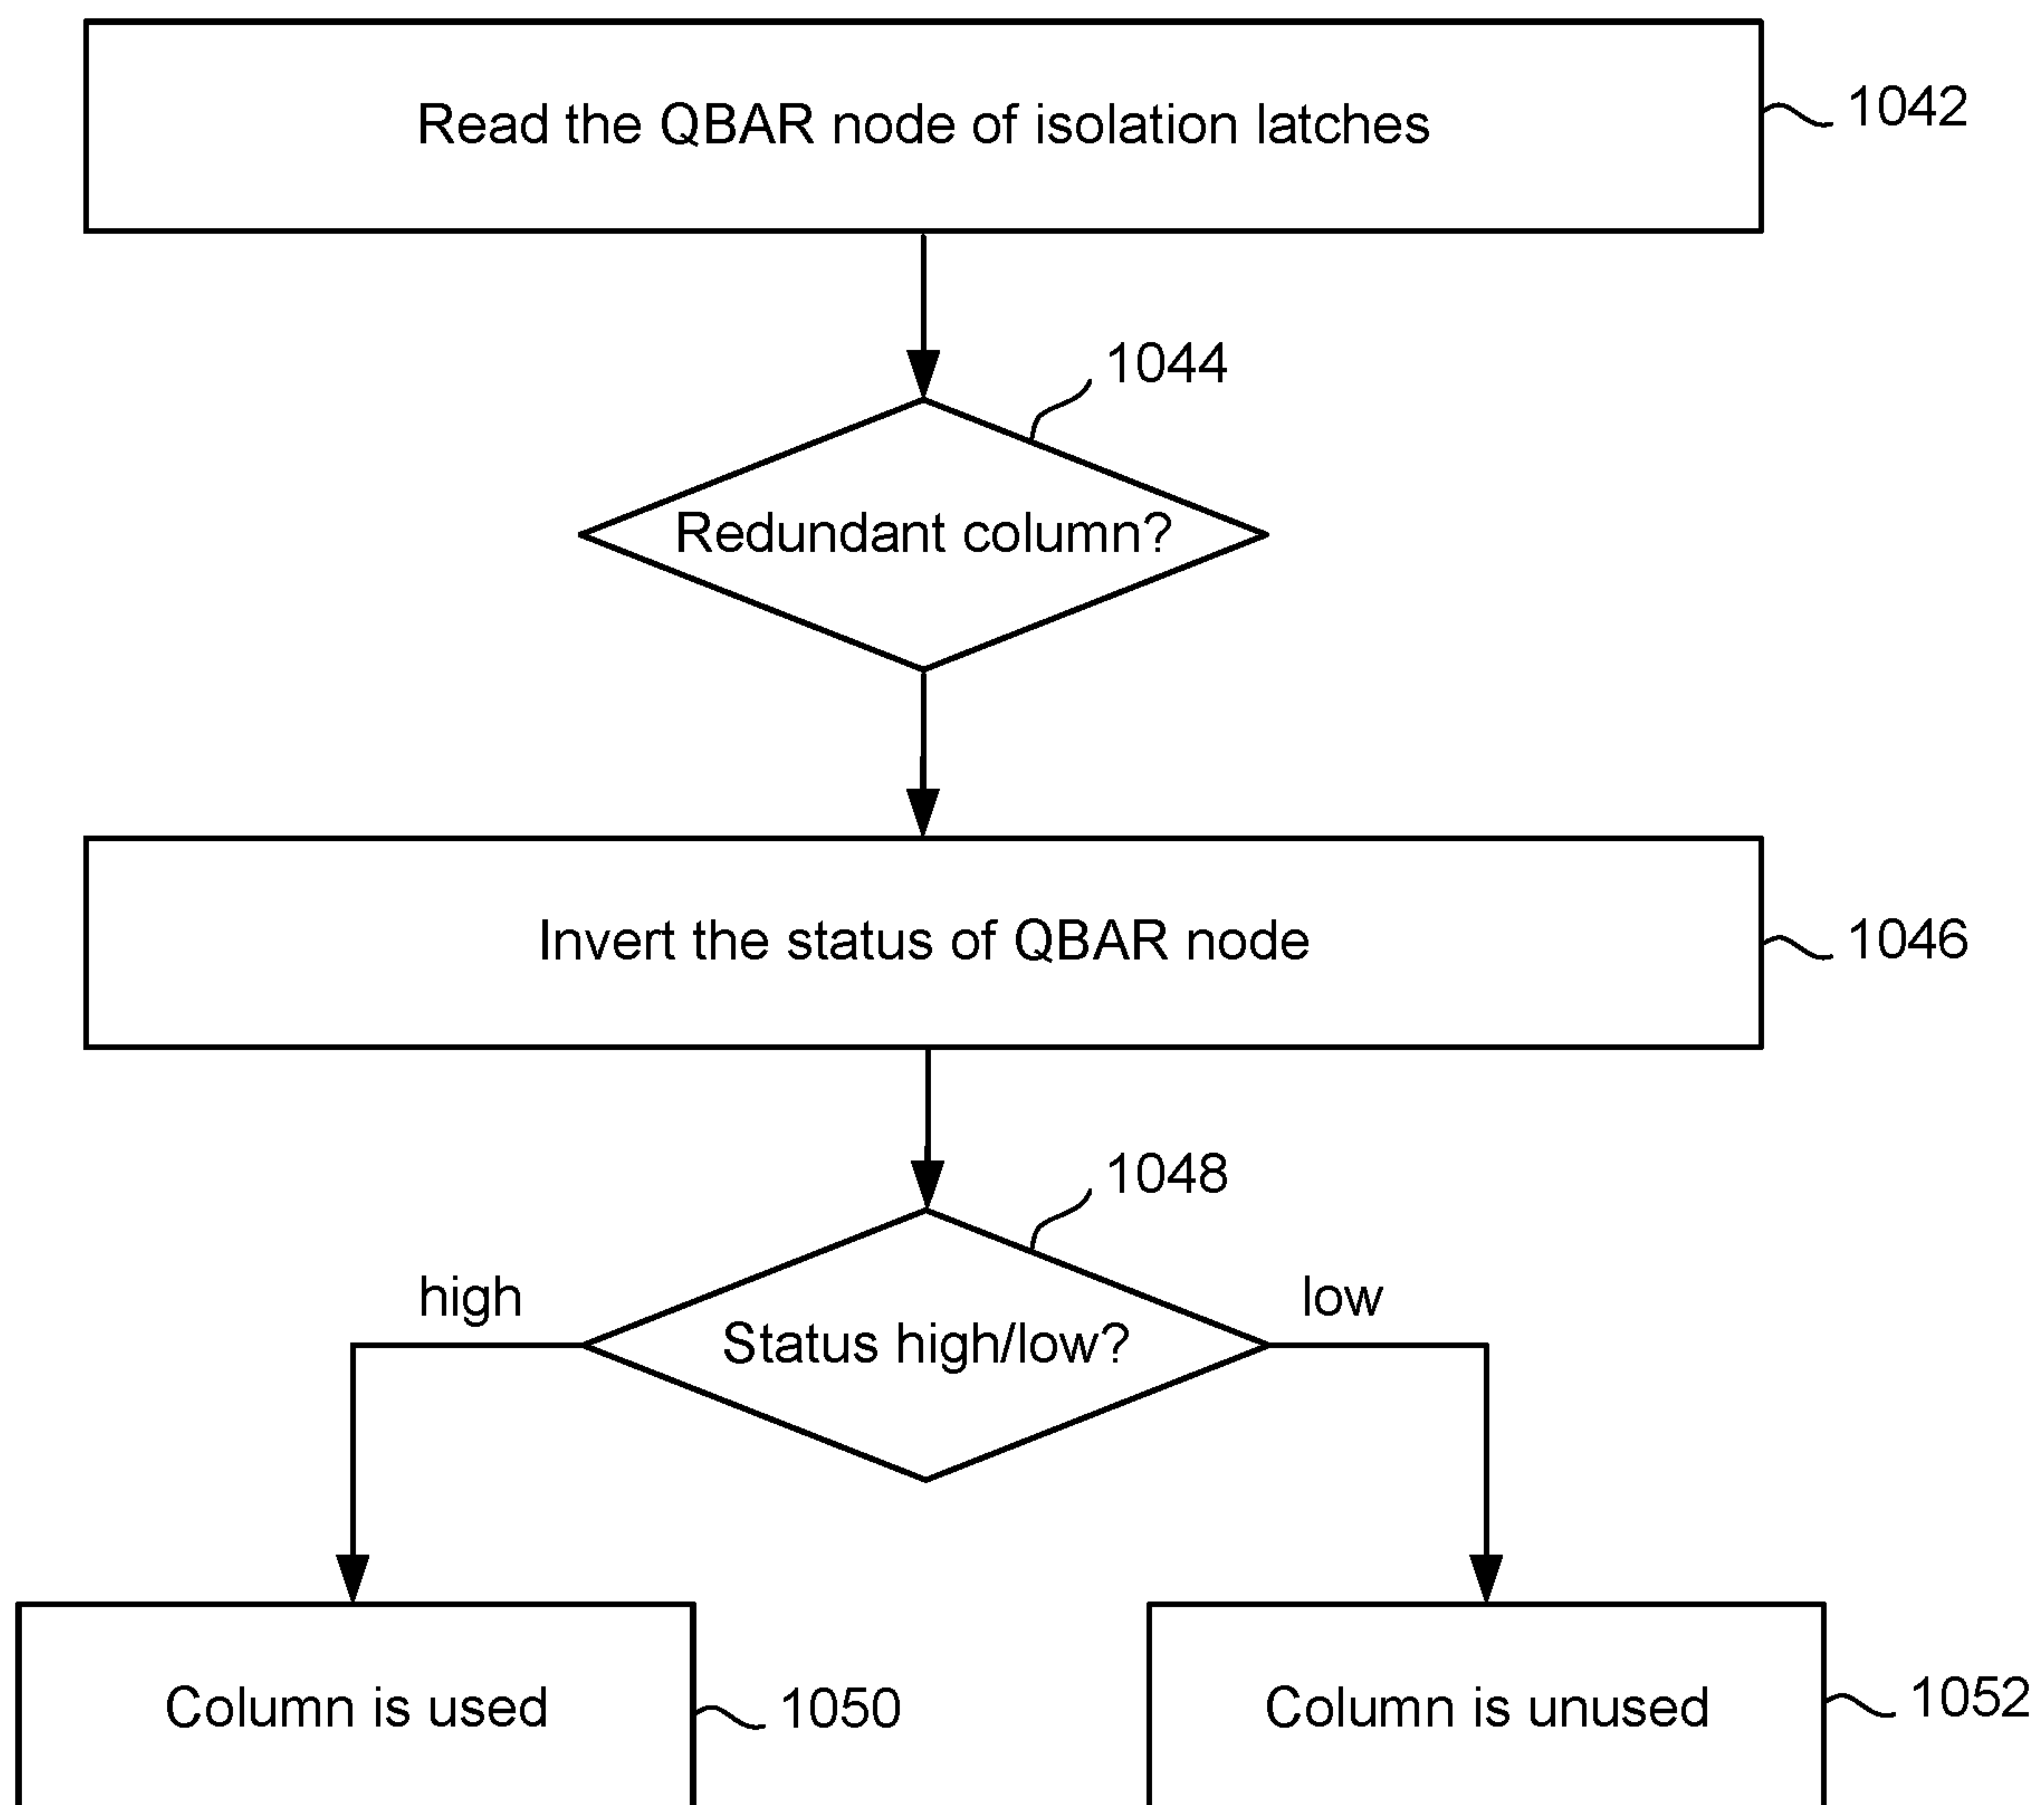 Read the QBAR node of isolation latches
1042
1044
Redundant column?
Invert the status of QBAR node
1046
1048
high
low
Status high/low?
Column is used
1050
Column is unused
1052